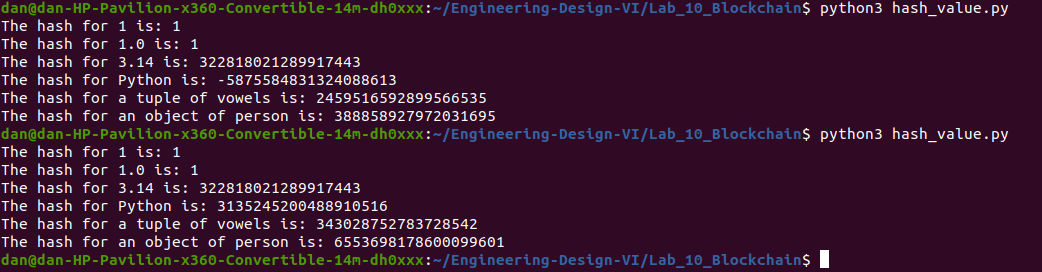 dan@dan-HP-Pavilion-x360-Convertible-14m-dh0xxx:~/Engineering-Design-VI/Lab_10_Blockchain$ python3 hash_value.py
The hash for 1 is: 1
The hash for 1.0 is: 1
The hash for 3.14 is: 322818021289917443
The hash for Python is: -5875584831324088613
The hash for a tuple of vowels is: 2459516592899566535
The hash for an object of person is: 388858927972031695
dan@dan-HP-Pavilion-x360-Convertible-14m-dh0xxx:~/Engineering-Design-VI/Lab_10_Blockchain$ python3 hash_value.py
The hash for 1 is: 1
The hash for 1.0 is: 1
The hash for 3.14 is: 322818021289917443
The hash for Python is: 3135245200488910516
The hash for a tuple of vowels is: 343028752783728542
The hash for an object of person is: 6553698178600099601
dan@dan-HP-Pavilion-x360-Convertible-14m-dh0xxx:~/Engineering-Design-VI/Lab_10_Blockchain$